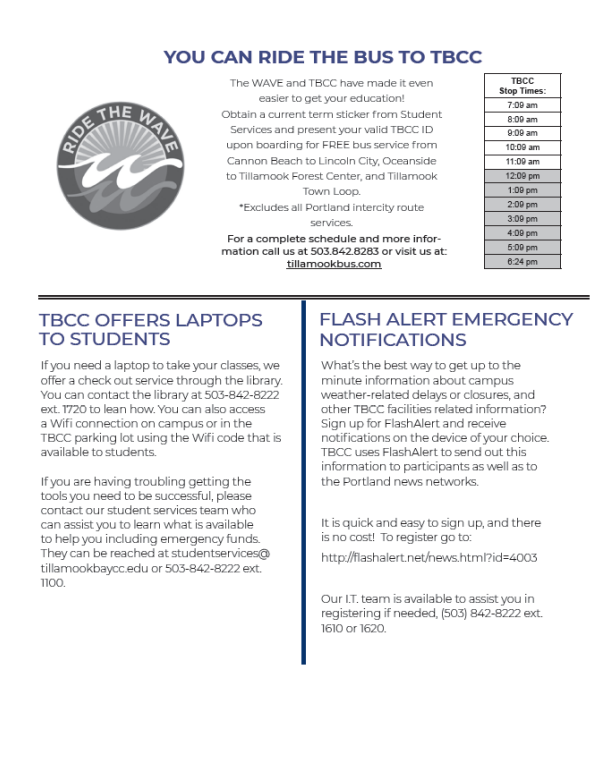 YOU CAN RIDE THE BUS TO TBCC
RIDE THE WAVE
The WAVE and TBCC have made it even
easier to get your education!
Obtain a current term sticker from Student
Services and present your valid TBCC ID
upon boarding for FREE bus service from
Cannon Beach to Lincoln City, Oceanside
to Tillamook Forest Center, and Tillamook
Town Loop.
*Excludes all Portland intercity route
services.
For a complete schedule and more infor-
mation call us at 503.842.8283 or visit us at:
tillamookbus.com
TBCC
Stop Times:
7:09 am
8:09 am
9:09 am
10:09 am
11:09 am
12:09 pm
1:09 pm
2:09 pm
3:09 pm
4:09 pm
5:09 pm
6:24 pm
TBCC OFFERS LAPTOPS
TO STUDENTS
If you need a laptop to take your classes, we
offer a check out service through the library.
You can contact the library at 503-842-8222
ext. 1720 to lean how. You can also access
a Wifi connection on campus or in the
TBCC parking lot using the Wifi code that is
available to students.
If you are having troubling getting the
tools you need to be successful, please
contact our student services team who
can assist you to learn what is available
to help you including emergency funds.
They can be reached at studentservices@
tillamookbaycc.edu or 503-842-8222 ext.
1100.
FLASH ALERT EMERGENCY
NOTIFICATIONS
What's the best way to get up to the
minute information about campus
weather-related delays or closures, and
other TBCC facilities related information?
Sign up for FlashAlert and receive
notifications on the device of your choice.
TBCC uses FlashAlert to send out this
information to participants as well as to
the Portland news networks.
It is quick and easy to sign up, and there
is no cost! To register go to:
http://flashalert.net/news.html?id=4003
Our I.T. team is available to assist you in
registering if needed, (503) 842-8222 ext.
1610 or 1620.